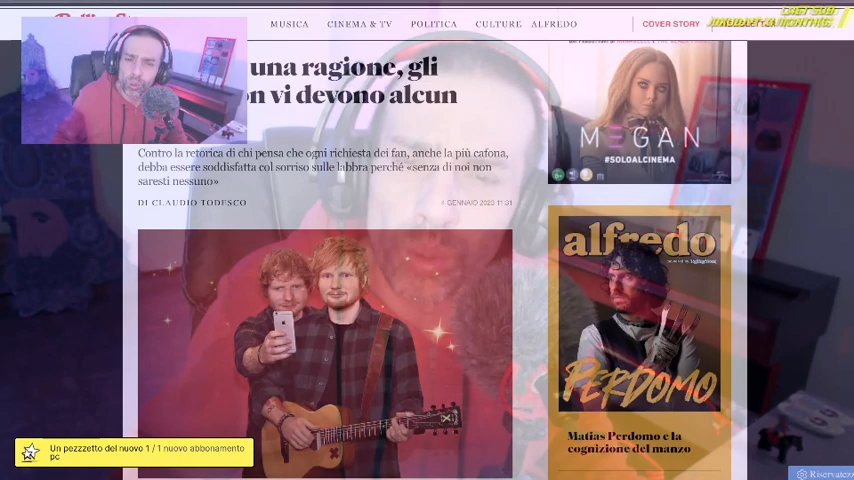 MUSICA CINEMA & TV POLITICA CULTURE ALFREDO COVER STORY
una ragione, gli
n vi devono alcun
Contro la retorica di chi pensa che ogni richiesta dei fan, anche la più cafona,
debba essere soddisfatta col sorriso sulle labbra perché «senza di noi non
saresti nessuno»
DI CLAUDIO TODESCO
4 GENNAIO 2023 11:01
MEGAN
#SOLOALCINEMA
alfredo
PERDOMO
Matias Perdomo e la
cognizione del manzo
Un pezzzetto del nuovo 1 / 1 nuovo abbonamento
pc